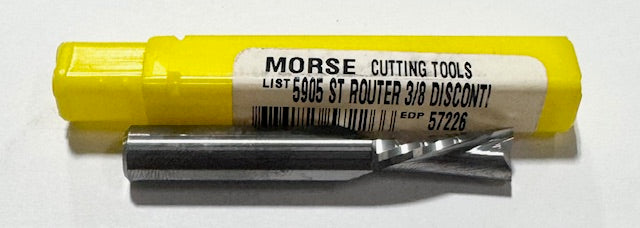 MORSE CUTTING TOOLS
LIST 5905 ST ROUTER 3/8 DISCONTI
EDP 57226